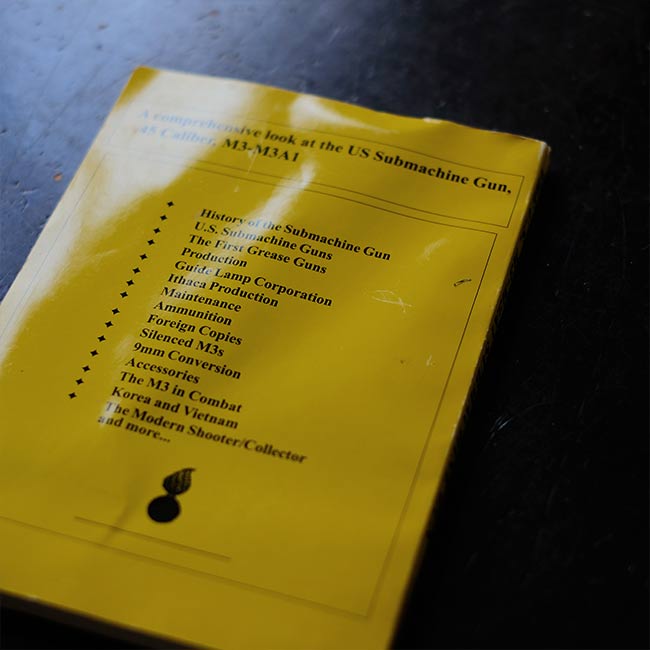 A comprehensive look at the US Submachine Gun,
.45 Caliber, M3-M3A1
History of the Submachine Gun
U.S. Submachine Guns
The First Grease Guns
Production
Guide Lamp Corporation
Ithaca Production
Maintenance
Ammunition
Foreign Copies
Silenced M3s
9mm Conversion
Accessories
The M3 in Combat
Korea and Vietnam
The Modern Shooter/Collector
and more...